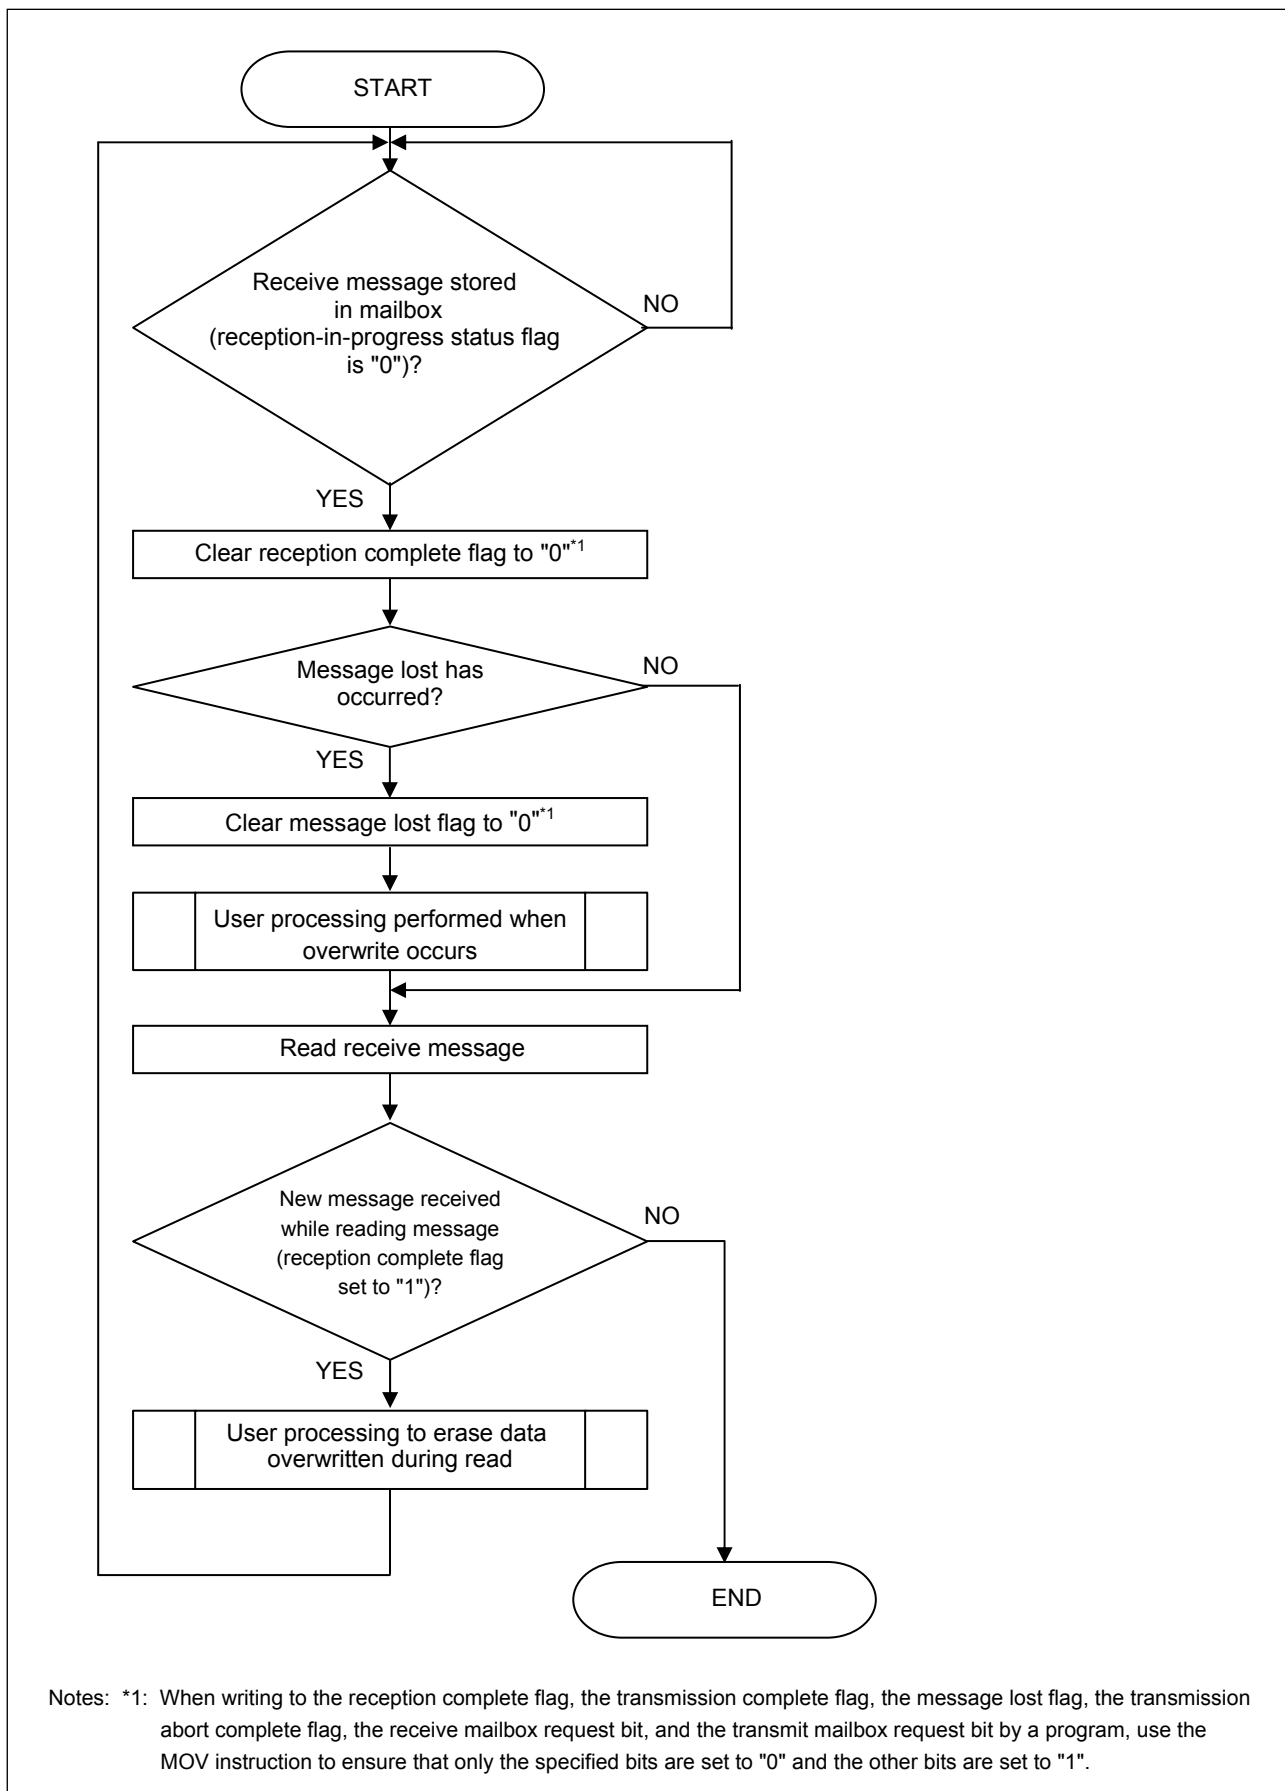 START
Receive message stored
in mailbox
(reception-in-progress status flag
is "0")?
NO
YES
Clear reception complete flag to "0"*1
Message lost has
occurred?
NO
YES
Clear message lost flag to "0"*1
User processing performed when
overwrite occurs
Read receive message
New message received
while reading message
(reception complete flag
set to "1")?
NO
YES
User processing to erase data
overwritten during read
END
Notes: *1: When writing to the reception complete flag, the transmission complete flag, the message lost flag, the transmission
abort complete flag, the receive mailbox request bit, and the transmit mailbox request bit by a program, use the
MOV instruction to ensure that only the specified bits are set to "0" and the other bits are set to "1".